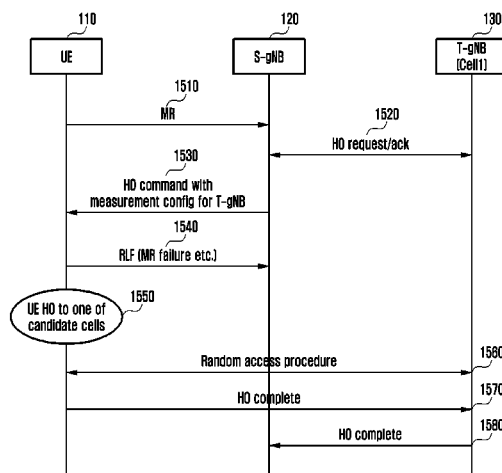 110
120
130
UE
S-gNB
T-gNB
[Cell1]
1510
MR
1520
HO request/ack
1530
HO command with
measurement config for T-gNB
1540
RLF (MR failure etc.)
UE HO to one of
candidate cells
1550
Random access procedure
1560
HO complete
1570
HO complete
1580